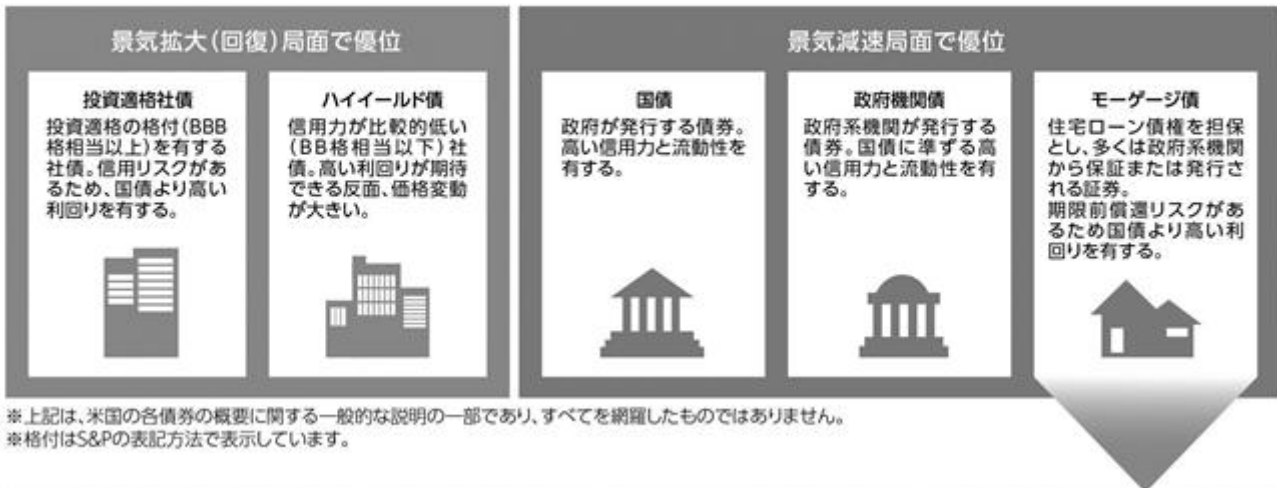 景気拡大(回復)局面で優位
投資適格社債
投資適格の格付(BBB
格相当以上)を有する
社債。信用リスクがあ
るため、国債より高い
利回りを有する。
ハイイールド債
信用力が比較的低い
(BB格相当以下)社
債。高い利回りが期待
できる反面、価格変動
が大きい。
景気減速局面で優位
国債
政府が発行する債券。
高い信用力と流動性を
有する。
政府機関債
政府系機関が発行する
債券。国債に準ずる高
い信用力と流動性を有
する。
モーゲージ債
住宅ローン債権を担保
とし、多くは政府系機関
から保証または発行さ
れる証券。
期限前償還リスクがあ
るため国債より高い利
回りを有する。
※上記は、米国の各債券の概要に関する一般的な説明の一部であり、すべてを網羅したものではありません。
※格付はS&Pの表記方法で表示しています。